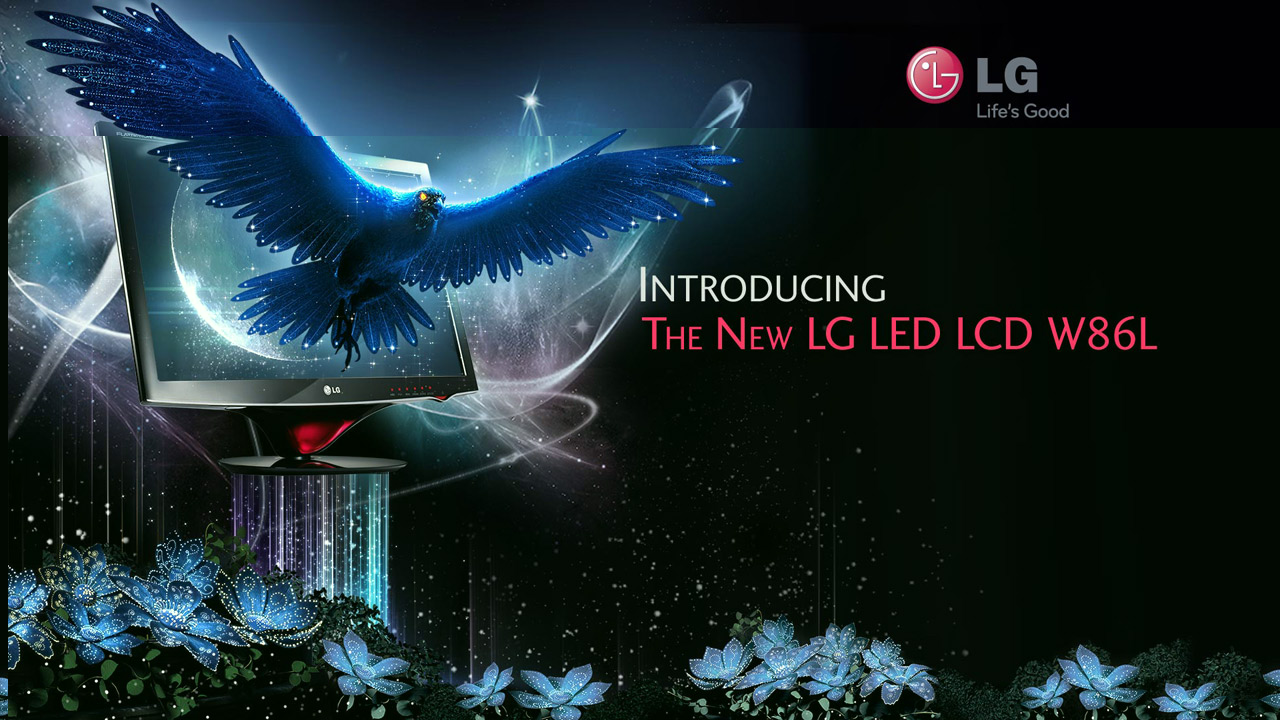 LG
Life's Good
INTRODUCING
THE NEW LG LED LCD W86L
LG